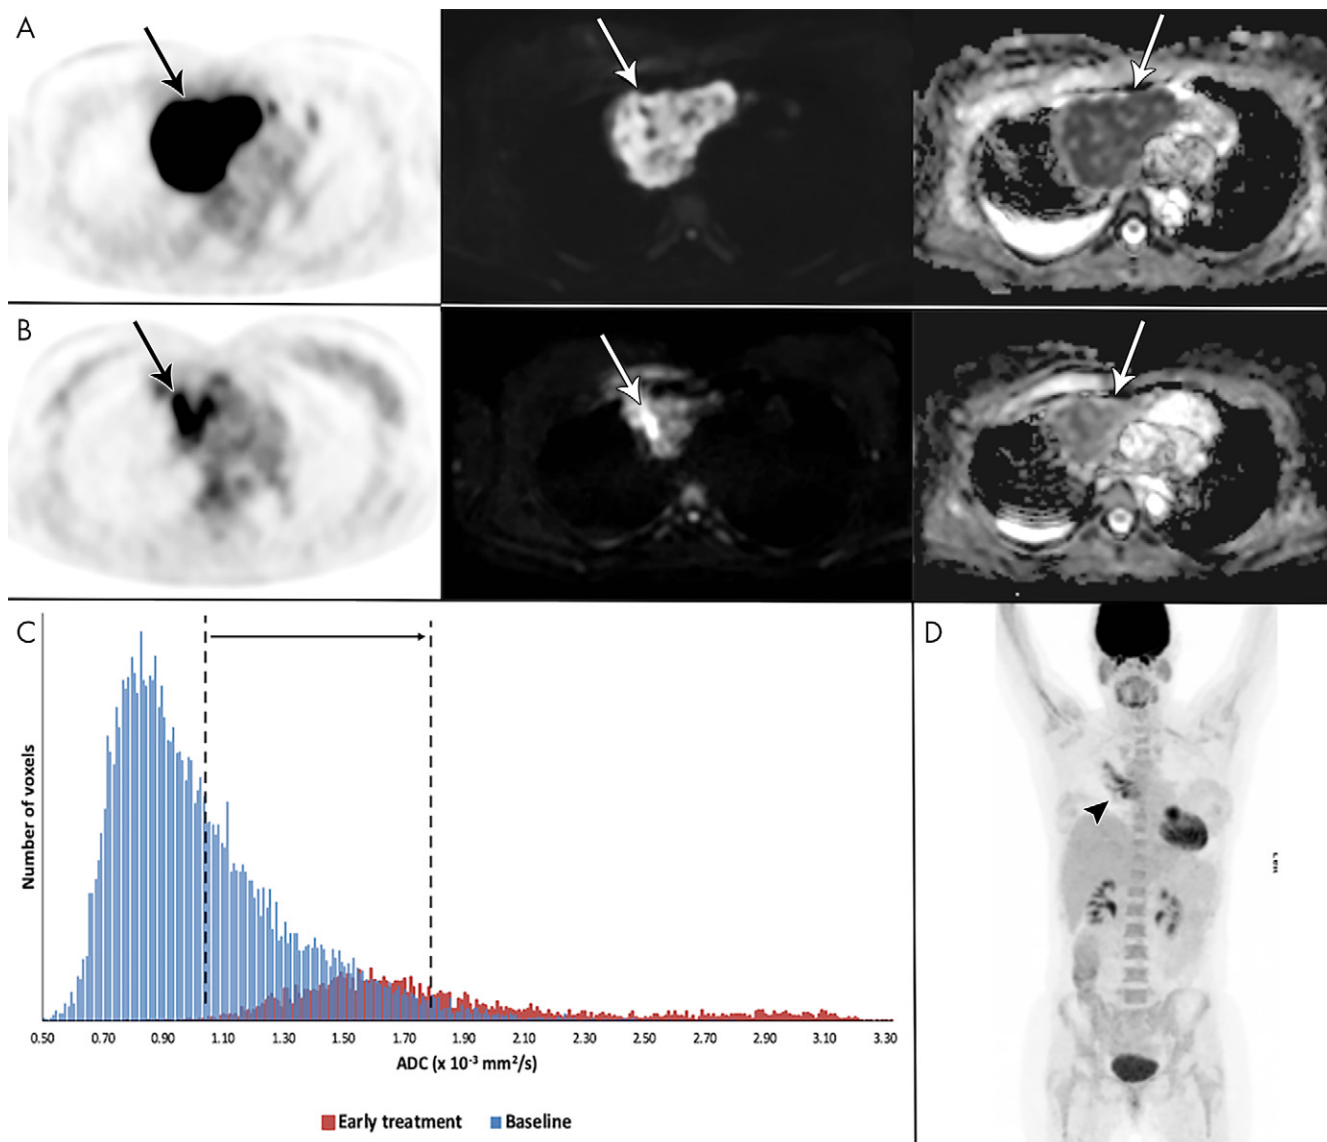 A
B
C
D
Number of voxels
0.50 0.70 0.90 1.10 1.30 1.50 1.70 1.90 2.10 2.30 2.50 2.70 2.90 3.10 3.30
ADC (x 10⁻³ mm²/s)
Early treatment Baseline